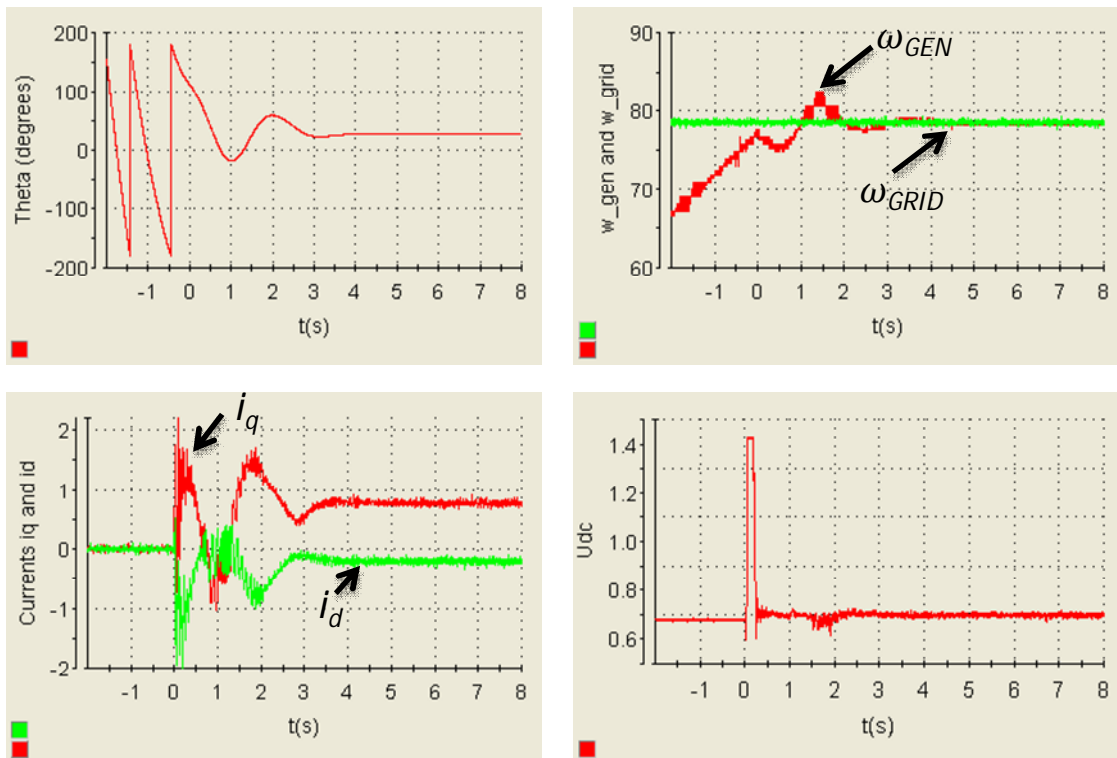 Theta (degrees)
200
100
0
-100
-200
-1 0 1 2 3 4 5 6 7 8
t(s)
w_gen and w_grid
90
80
70
60
ωGEN
ωGRID
-1 0 1 2 3 4 5 6 7 8
t(s)
Currents iq and id
2
1
0
-1
-2
iq
id
-1 0 1 2 3 4 5 6 7 8
t(s)
Udc
1.4
1.2
1.0
0.8
0.6
-1 0 1 2 3 4 5 6 7 8
t(s)